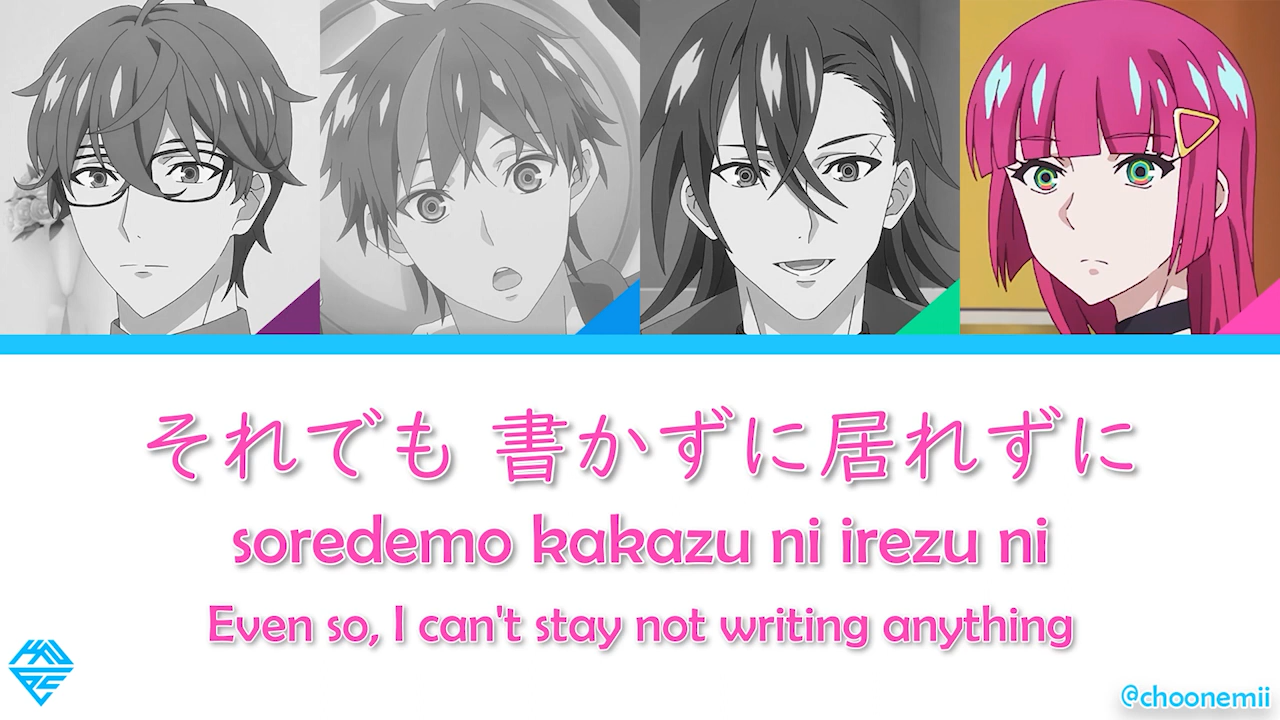 それでも 書かずに居れずに
soredemo kakazu ni irezu ni
Even so, I can't stay not writing anything
@choonemii